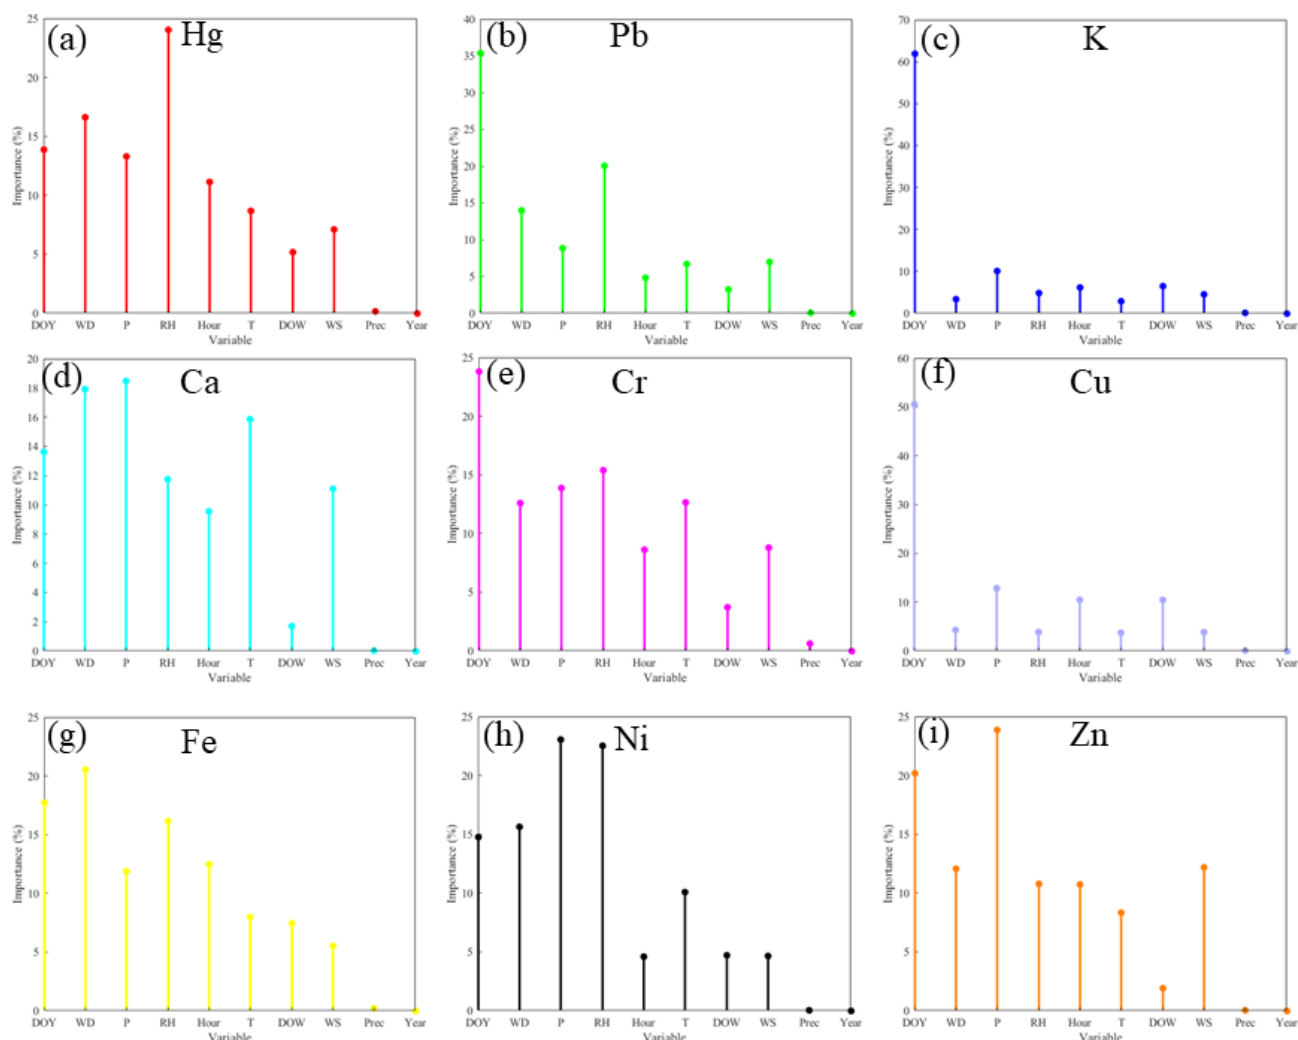 (a) Hg
25
20
15
10
5
0
Importance (%)
DOY WD P RH Hour T DOW WS Prec Year
Variable
(b) Pb
40
35
30
25
20
15
10
5
0
Importance (%)
DOY WD P RH Hour T DOW WS Prec Year
Variable
(c) K
70
60
50
40
30
20
10
0
Importance (%)
DOY WD P RH Hour T DOW WS Prec Year
Variable
(d) Ca
20
18
16
14
12
10
8
6
4
2
0
Importance (%)
DOY WD P RH Hour T DOW WS Prec Year
Variable
(e) Cr
25
20
15
10
5
0
Importance (%)
DOY WD P RH Hour T DOW WS Prec Year
Variable
(f) Cu
60
50
40
30
20
10
0
Importance (%)
DOY WD P RH Hour T DOW WS Prec Year
Variable
(g) Fe
25
20
15
10
5
0
Importance (%)
DOY WD P RH Hour T DOW WS Prec Year
Variable
(h) Ni
25
20
15
10
5
0
Importance (%)
DOY WD P RH Hour T DOW WS Prec Year
Variable
(i) Zn
25
20
15
10
5
0
Importance (%)
DOY WD P RH Hour T DOW WS Prec Year
Variable